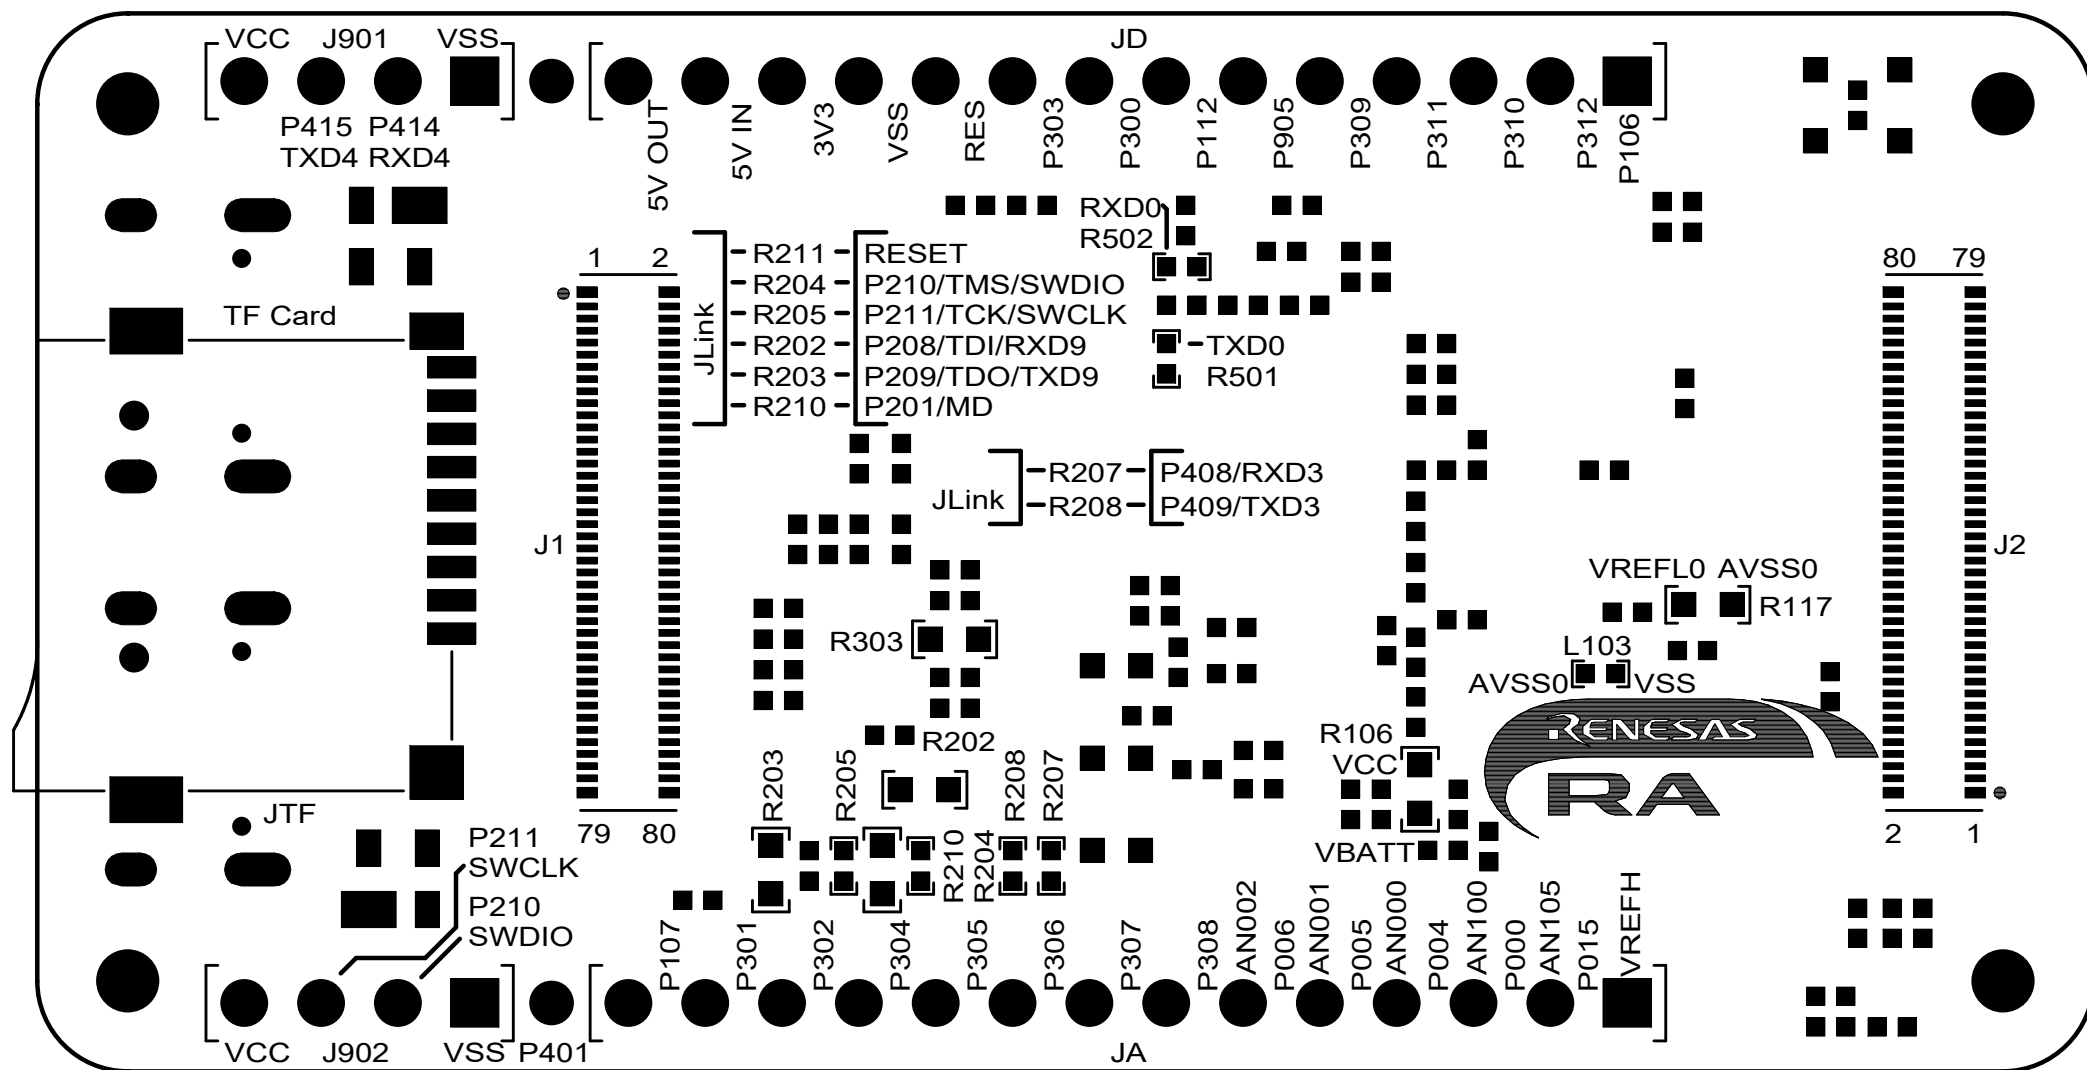 VCC J901 VSS
JD
P415 P414
TXD4 RXD4
5V OUT
5V IN
3V3
VSS
RES
P303
P300
P112
P905
P309
P311
P310
P312
P106
RXD0
R502
1 2
JLink
R211 RESET
R204 P210/TMS/SWDIO
R205 P211/TCK/SWCLK
R202 P208/TDI/RXD9
R203 P209/TDO/TXD9
R210 P201/MD
TXD0
R501
80 79
TF Card
JLink
R207 P408/RXD3
R208 P409/TXD3
J1
J2
VREFL0 AVSS0
R117
R303
L103
AVSS0 VSS
RENESAS
RA
R202
R106
VCC
VBATT
R203
R205
R208
R207
R210
R204
JTF
79 80
2 1
P211
SWCLK
P210
SWDIO
P107
P301
P302
P304
P305
P306
P307
P308
AN002
P006
AN001
P005
AN000
P004
AN100
P000
AN105
P015
VREFH
VCC J902 VSS P401
JA